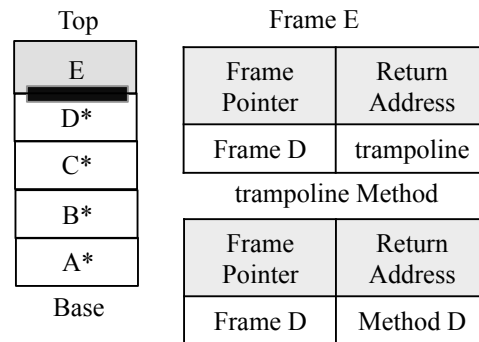 Top
E
D*
C*
B*
A*
Base
Frame E
Frame Pointer | Return Address
Frame D | trampoline
trampoline Method
Frame Pointer | Return Address
Frame D | Method D